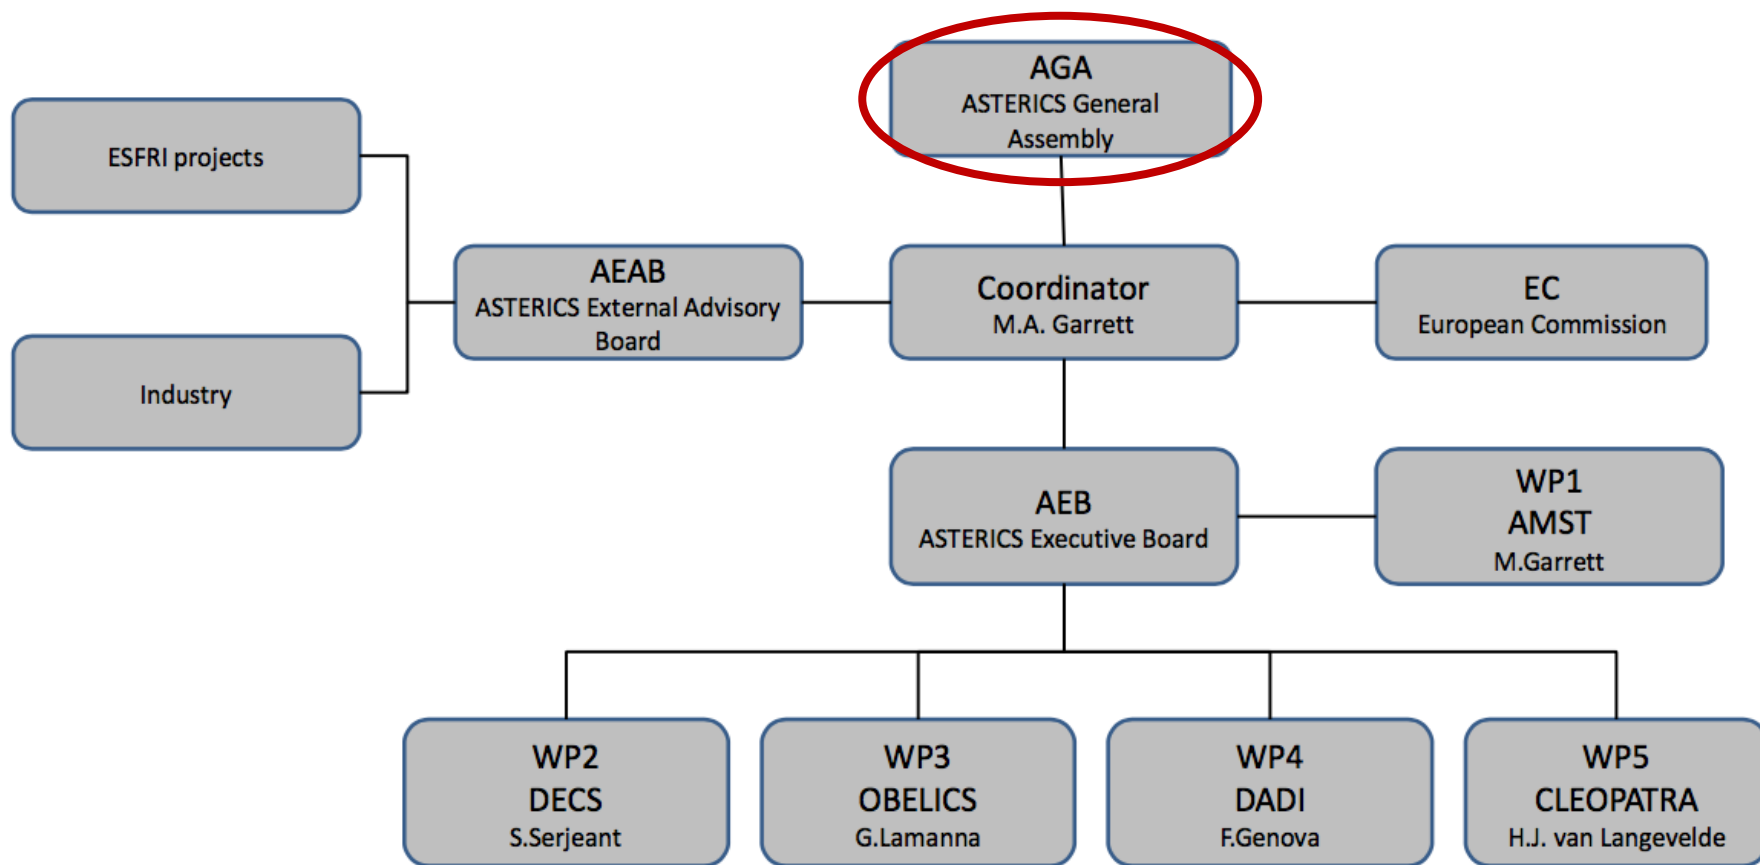 AGA
ASTERICS General
Assembly
ESFRI projects
AEAB
ASTERICS External Advisory
Board
Coordinator
M.A. Garrett
EC
European Commission
Industry
AEB
ASTERICS Executive Board
WP1
AMST
M.Garrett
WP2
DECS
S.Serjeant
WP3
OBELICS
G.Lamanna
WP4
DADI
F.Genova
WP5
CLEOPATRA
H.J. van Langevelde